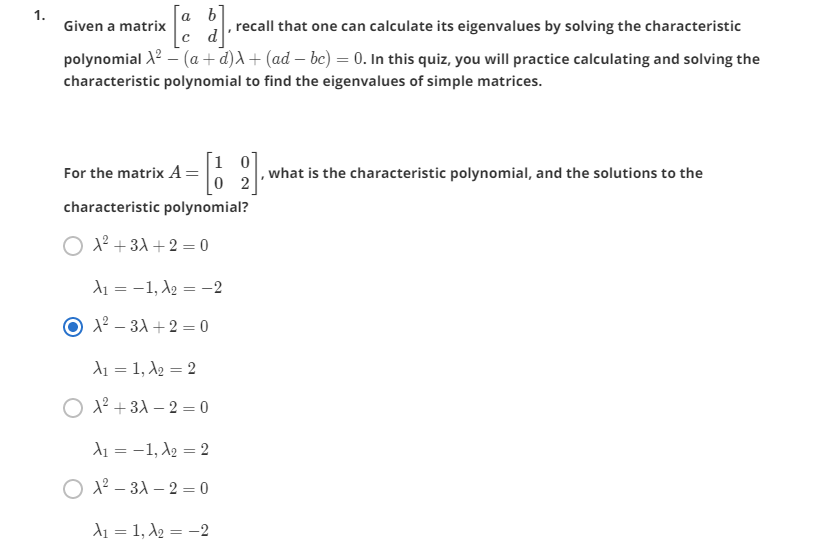 1. Given a matrix [a b; c d], recall that one can calculate its eigenvalues by solving the characteristic
polynomial λ² − (a + d)λ + (ad − bc) = 0. In this quiz, you will practice calculating and solving the
characteristic polynomial to find the eigenvalues of simple matrices.
For the matrix A = [1 0; 0 2], what is the characteristic polynomial, and the solutions to the
characteristic polynomial?
λ² + 3λ + 2 = 0
λ₁ = −1, λ₂ = −2
λ² − 3λ + 2 = 0
λ₁ = 1, λ₂ = 2
λ² + 3λ − 2 = 0
λ₁ = −1, λ₂ = 2
λ² − 3λ − 2 = 0
λ₁ = 1, λ₂ = −2